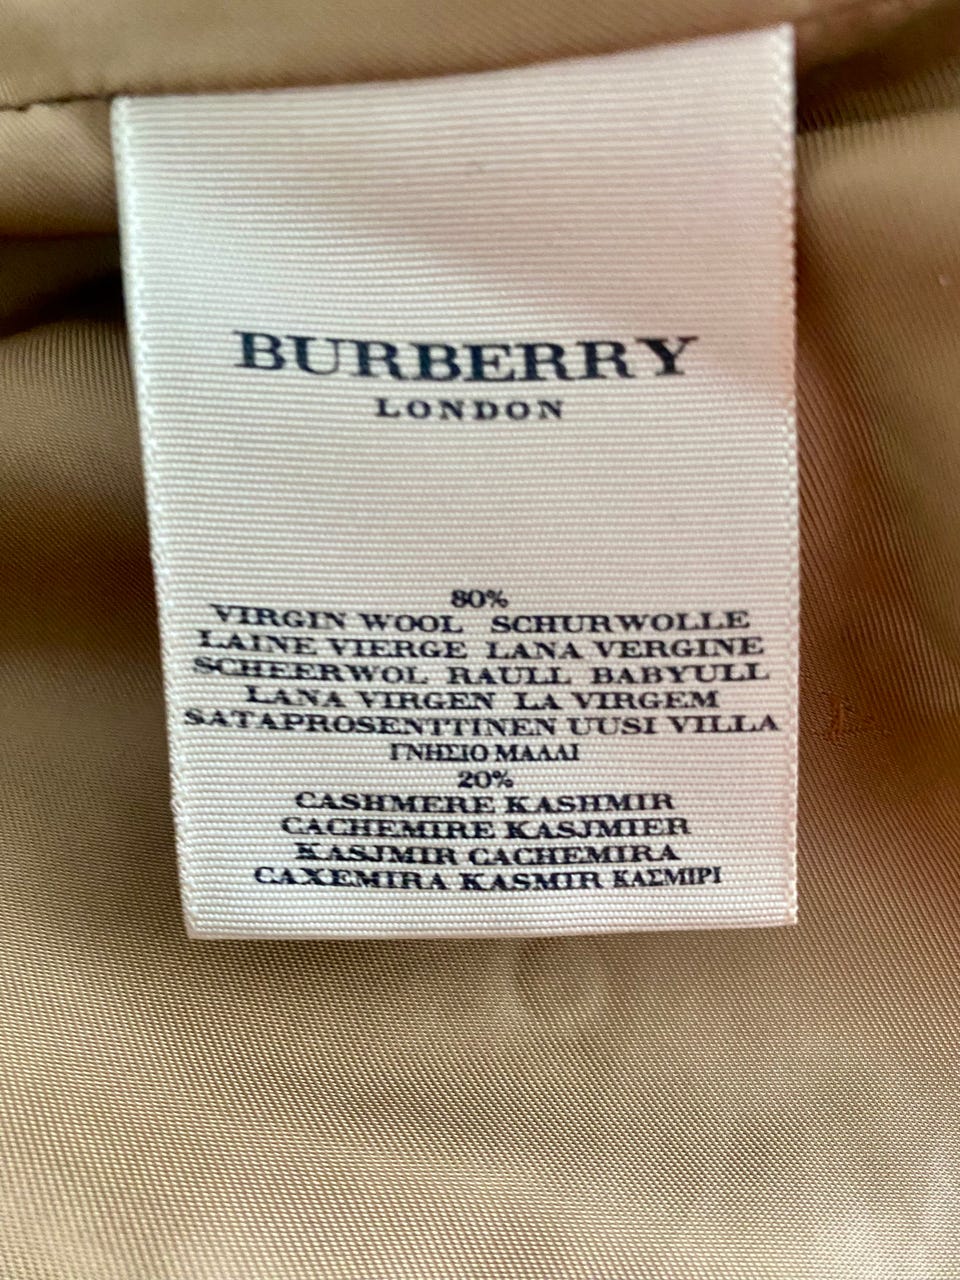 BURBERRY
LONDON
80%
VIRGIN WOOL SCHURWOLLE
LAINE VIERGE LANA VERGINE
SCHEERWOL RAULL BABYULL
LANA VIRGEN LA VIRGEM
SATAPROSENTTINEN UUSI VILLA
ΓΝΗΣΙΟ ΜΑΛΛΙ
20%
CASHMERE KASHMIR
CACHEMIRE KASJMIER
KASJMIR CACHEMIRA
CAXEMIRA KASMIR ΚΑΣΜΙΡΙ